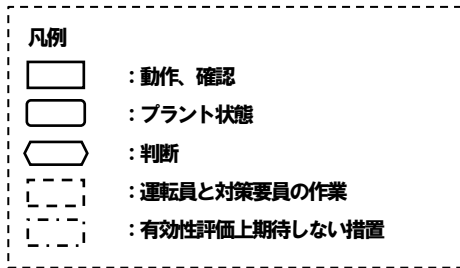 凡例
：動作、確認
：プラント状態
：判断
：運転員と対策要員の作業
：有効性評価上期待しない措置